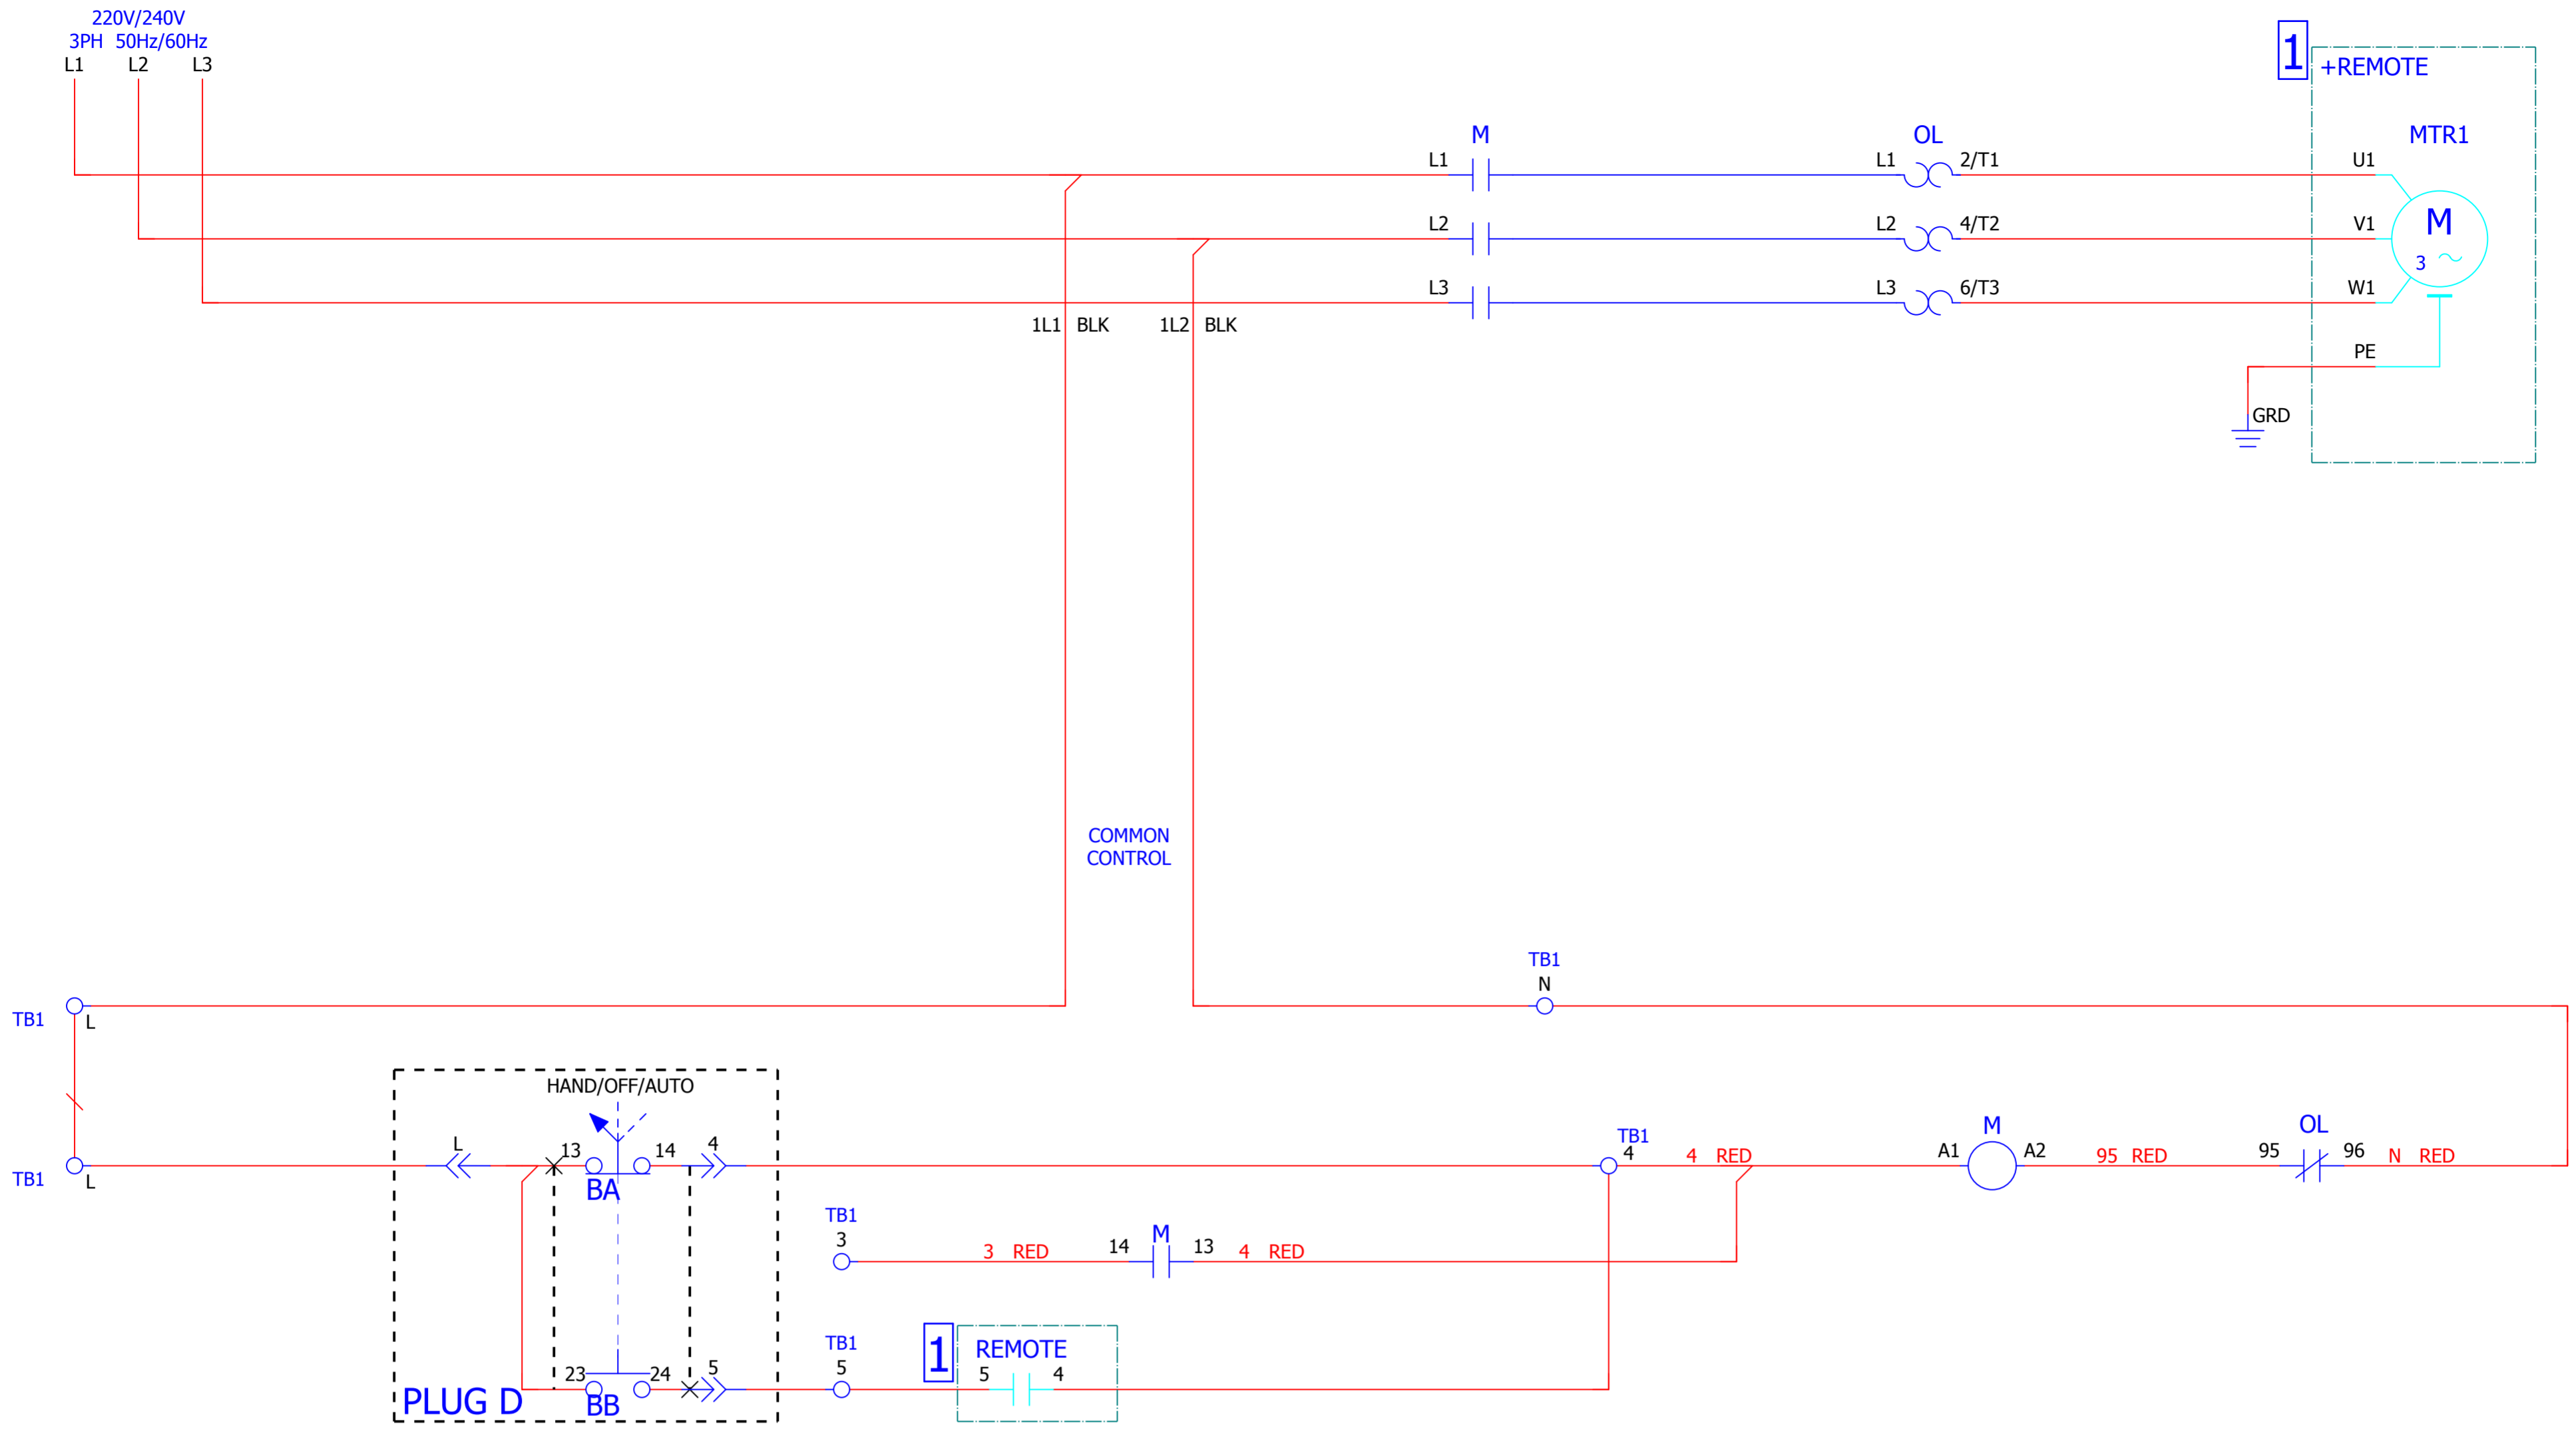 220V/240V
3PH 50Hz/60Hz
L1 L2 L3
1
+REMOTE
M
OL
MTR1
L1
L1
2/T1
U1
L2
L2
4/T2
V1
M
3
L3
L3
6/T3
W1
1L1 BLK
1L2 BLK
PE
GRD
COMMON
CONTROL
TB1
N
TB1
L
HAND/OFF/AUTO
L
13
14
4
BA
TB1
L
TB1
4
4 RED
M
A1
A2
95 RED
OL
95
96
N RED
TB1
3
3 RED
14
M
13
4 RED
23
24
5
BB
PLUG D
TB1
5
1
REMOTE
5
4